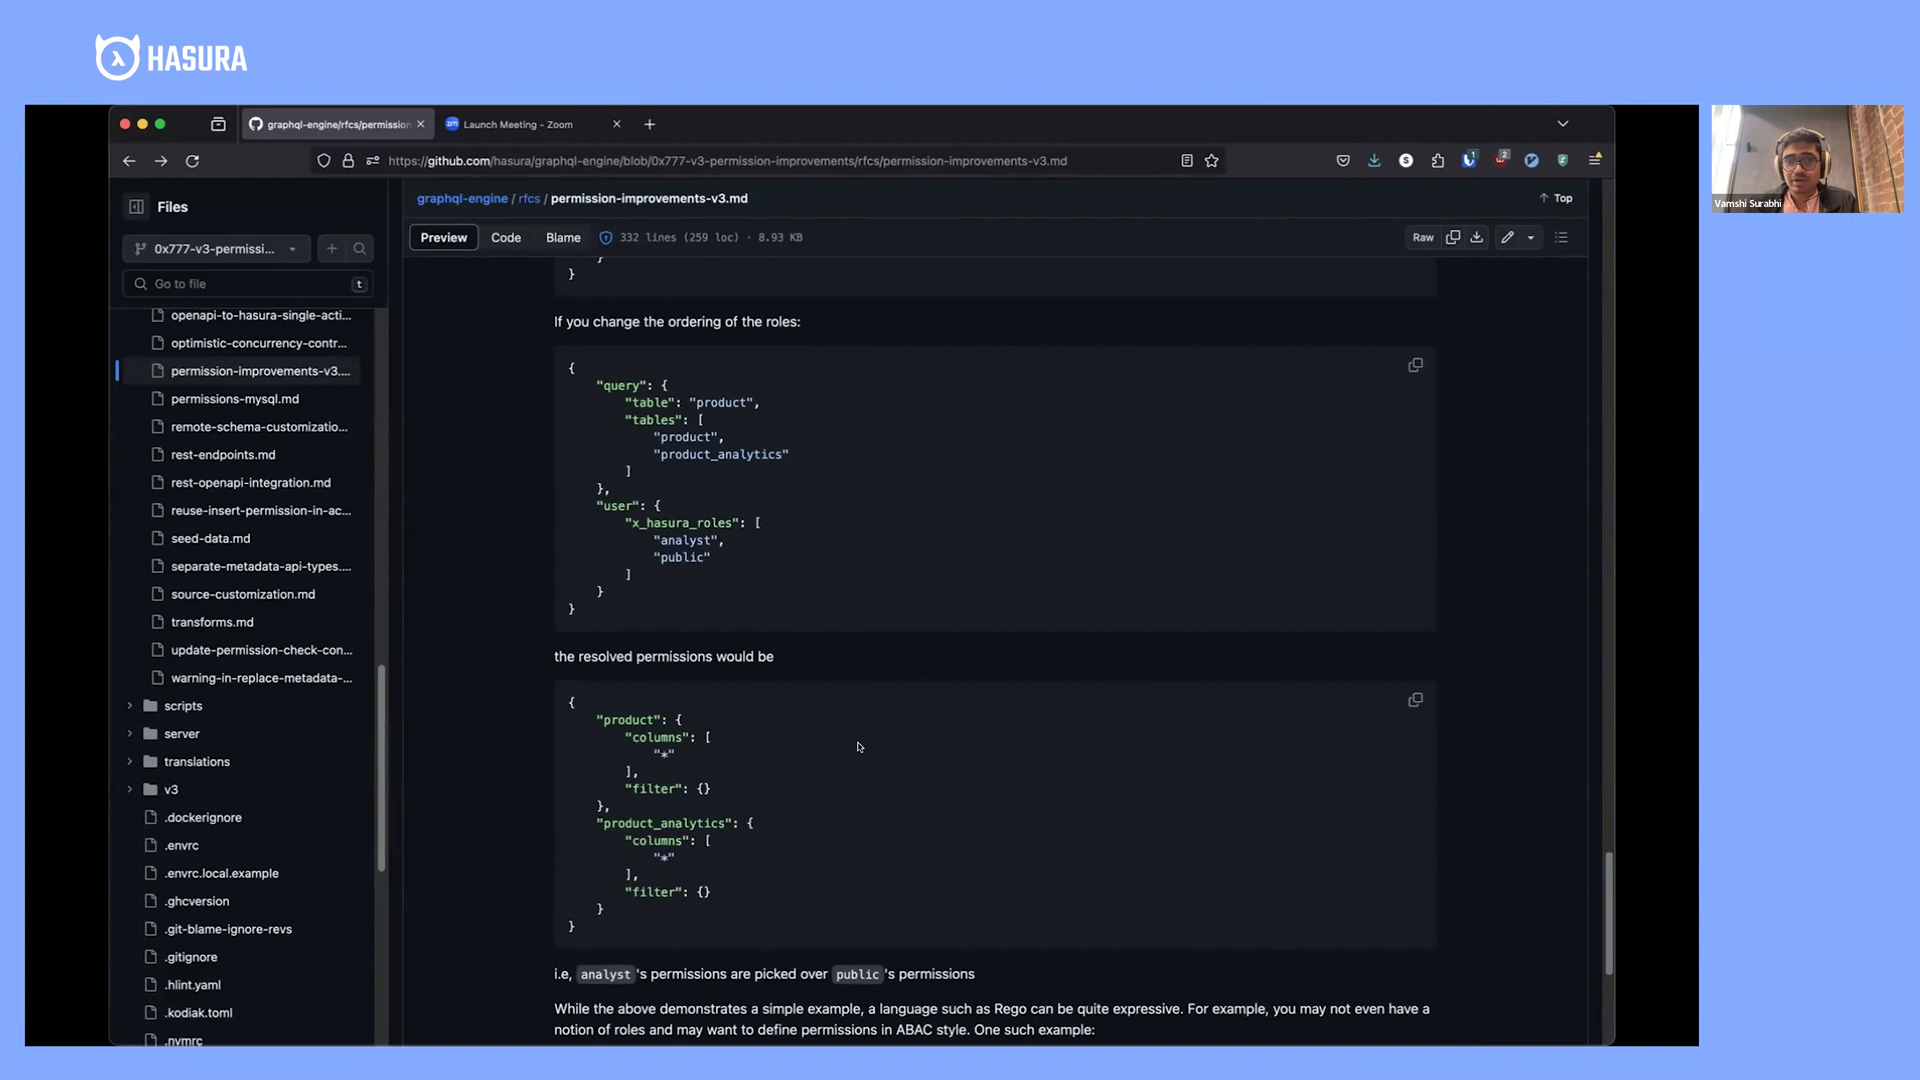 HASURA
graphql-engine/rfcs/permission
Launch Meeting - Zoom
https://github.com/hasura/graphql-engine/blob/0x777-v3-permission-improvements/rfcs/permission-improvements-v3.md
S
1
2
Vamshi Surabhi
Files
graphql-engine / rfcs / permission-improvements-v3.md
Top
0x777-v3-permissi...
Preview Code Blame 332 lines (259 loc) · 8.93 KB
Raw
Go to file t
openapi-to-hasura-single-acti...
optimistic-concurrency-contr...
permission-improvements-v3....
permissions-mysql.md
remote-schema-customizatio...
rest-endpoints.md
rest-openapi-integration.md
reuse-insert-permission-in-ac...
seed-data.md
separate-metadata-api-types....
source-customization.md
transforms.md
update-permission-check-con...
warning-in-replace-metadata-...
scripts
server
translations
v3
.dockerignore
.envrc
.envrc.local.example
.ghcversion
.git-blame-ignore-revs
.gitignore
.hlint.yaml
.kodiak.toml
.nvmrc
}
}
If you change the ordering of the roles:
{
"query": {
"table": "product",
"tables": [
"product",
"product_analytics"
]
},
"user": {
"x_hasura_roles": [
"analyst",
"public"
]
}
}
the resolved permissions would be
{
"product": {
"columns": [
"*"
],
"filter": {}
},
"product_analytics": {
"columns": [
"*"
],
"filter": {}
}
}
i.e, analyst 's permissions are picked over public 's permissions
While the above demonstrates a simple example, a language such as Rego can be quite expressive. For example, you may not even have a
notion of roles and may want to define permissions in ABAC style. One such example: